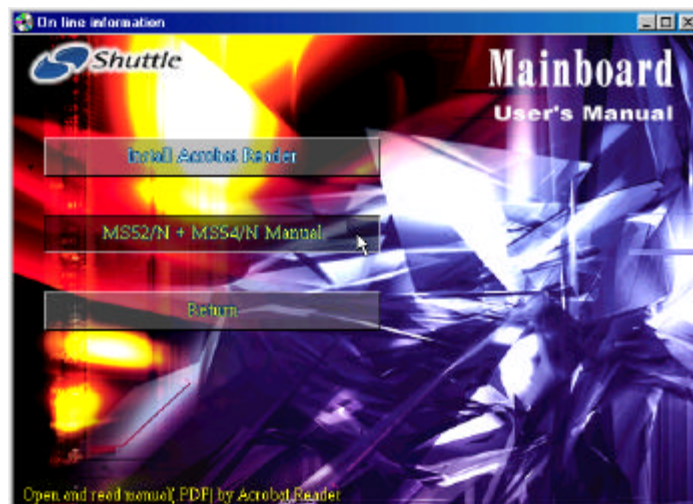 On line information
Shuttle
Mainboard
User's Manual
Install Acrobat Reader
MS52/N + MS54/N Manual
Return
Open and read manual(.PDF) by Acrobat Reader